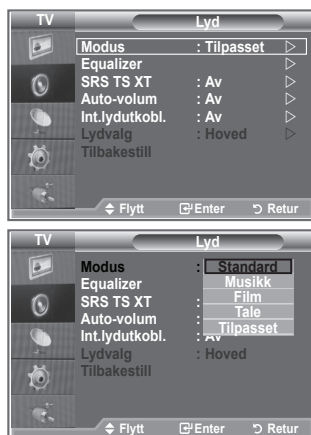 TV Lyd
Modus : Tilpasset
Equalizer
SRS TS XT : Av
Auto-volum : Av
Int.lydutkobl. : Av
Lydvalg : Hoved
Tilbakestill
Flytt Enter Retur
TV Lyd
Modus : Standard
Equalizer Musikk
SRS TS XT : Film
Auto-volum : Tale
Tilpasset
Int.lydutkobl. : Av
Lydvalg : Hoved
Tilbakestill
Flytt Enter Retur